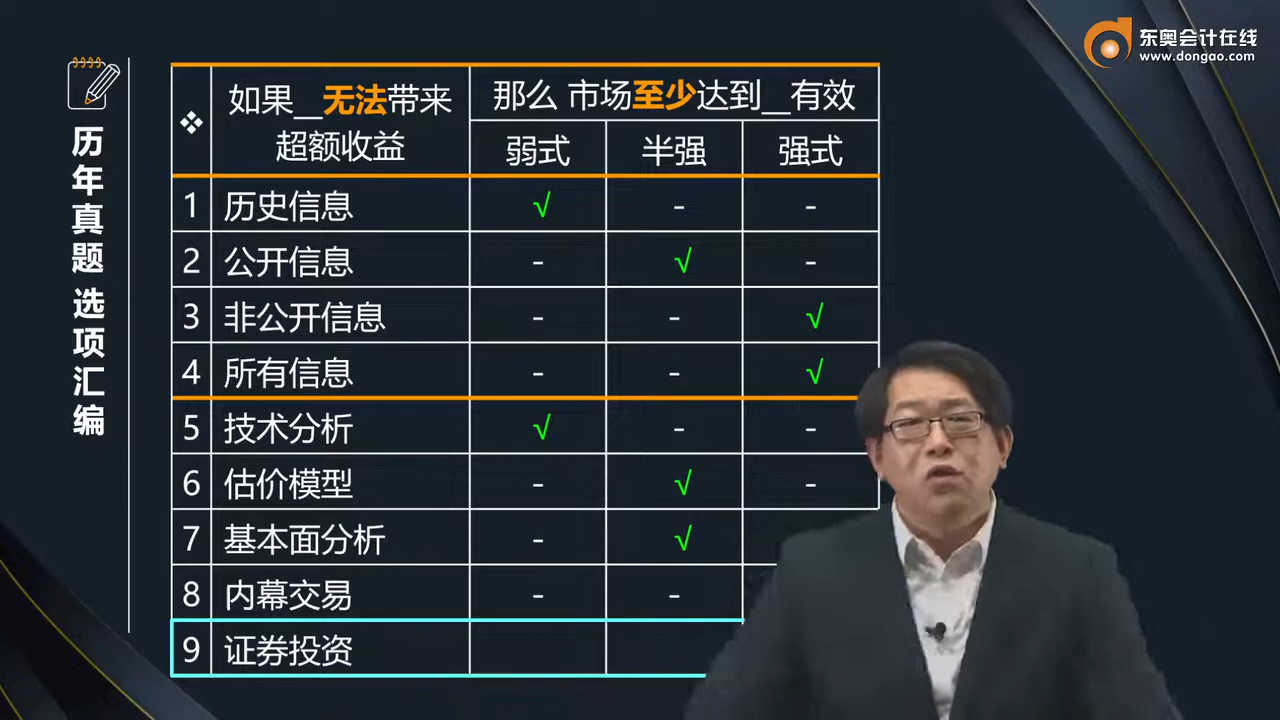 东奥会计在线
www.dongao.com
历年真题 选项汇编
❖ 如果__无法带来超额收益 那么 市场至少达到__有效
弱式 半强 强式
1 历史信息 √ - -
2 公开信息 - √ -
3 非公开信息 - - √
4 所有信息 - - √
5 技术分析 √ - -
6 估价模型 - √ -
7 基本面分析 - √
8 内幕交易 - -
9 证券投资